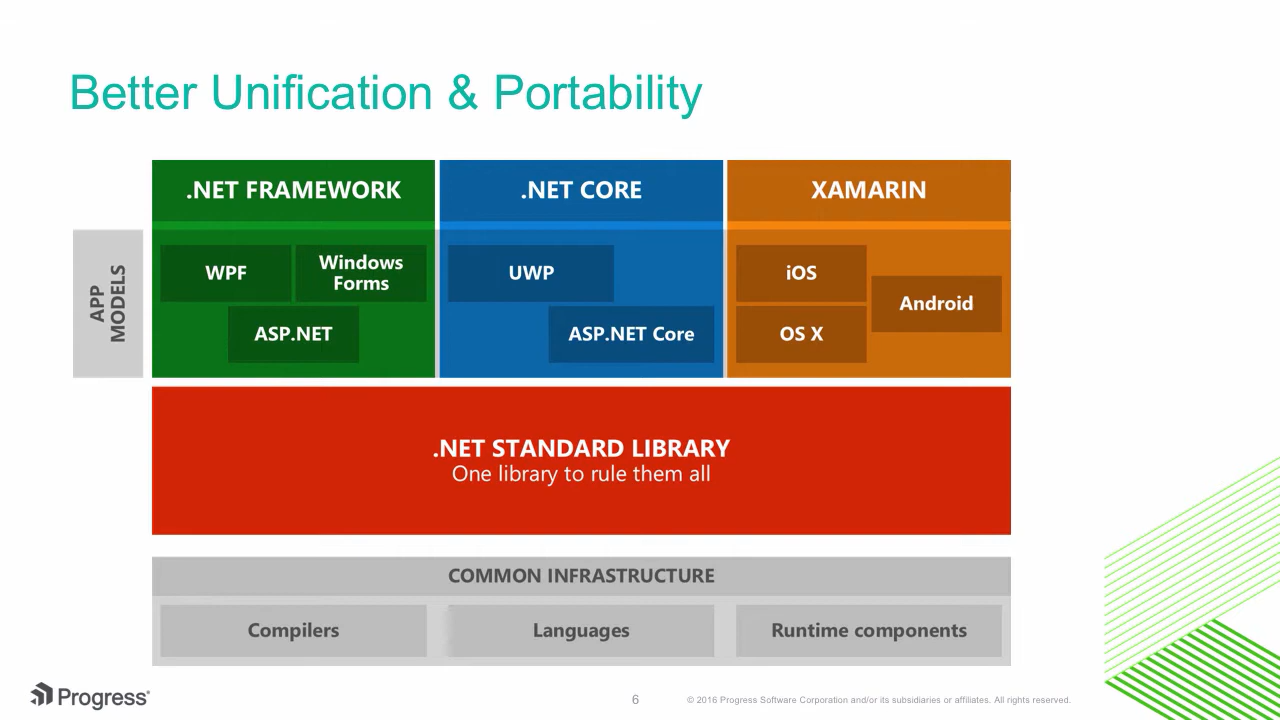 Better Unification & Portability
.NET FRAMEWORK
.NET CORE
XAMARIN
APP
MODELS
WPF
Windows
Forms
ASP.NET
UWP
ASP.NET Core
iOS
OS X
Android
.NET STANDARD LIBRARY
One library to rule them all
COMMON INFRASTRUCTURE
Compilers
Languages
Runtime components
Progress®
6
© 2016 Progress Software Corporation and/or its subsidiaries or affiliates. All rights reserved.